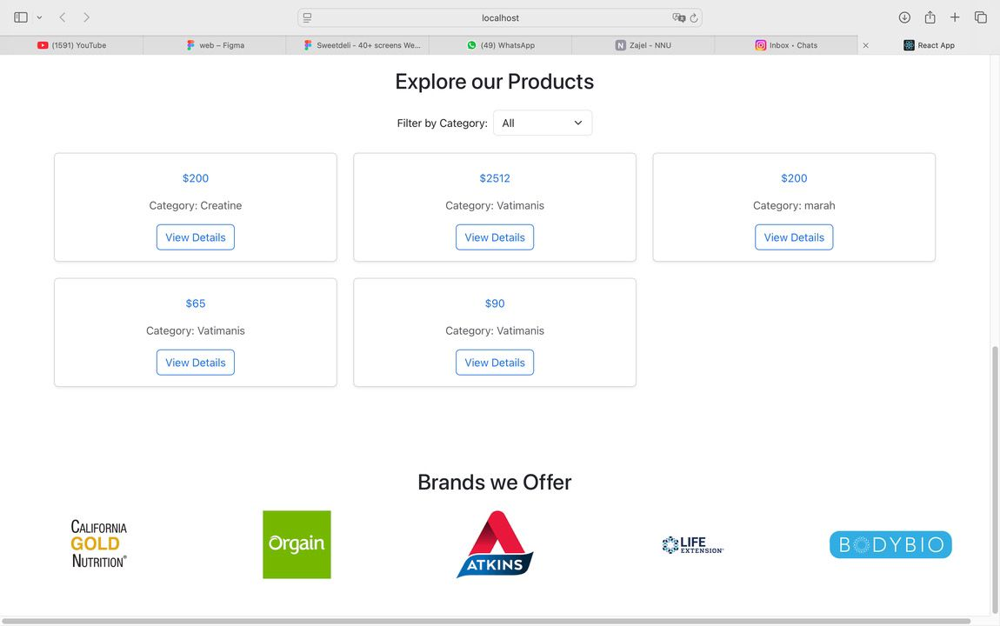 localhost
(1591) YouTube
web – Figma
Sweetdeli - 40+ screens We...
(49) WhatsApp
N
Zajel - NNU
Inbox • Chats
React App
Explore our Products
Filter by Category: All
$200
Category: Creatine
View Details
$2512
Category: Vatimanis
View Details
$200
Category: marah
View Details
$65
Category: Vatimanis
View Details
$90
Category: Vatimanis
View Details
Brands we Offer
CALIFORNIA
GOLD
NUTRITION®
Orgain
ATKINS
LIFE
EXTENSION
BODYBIO